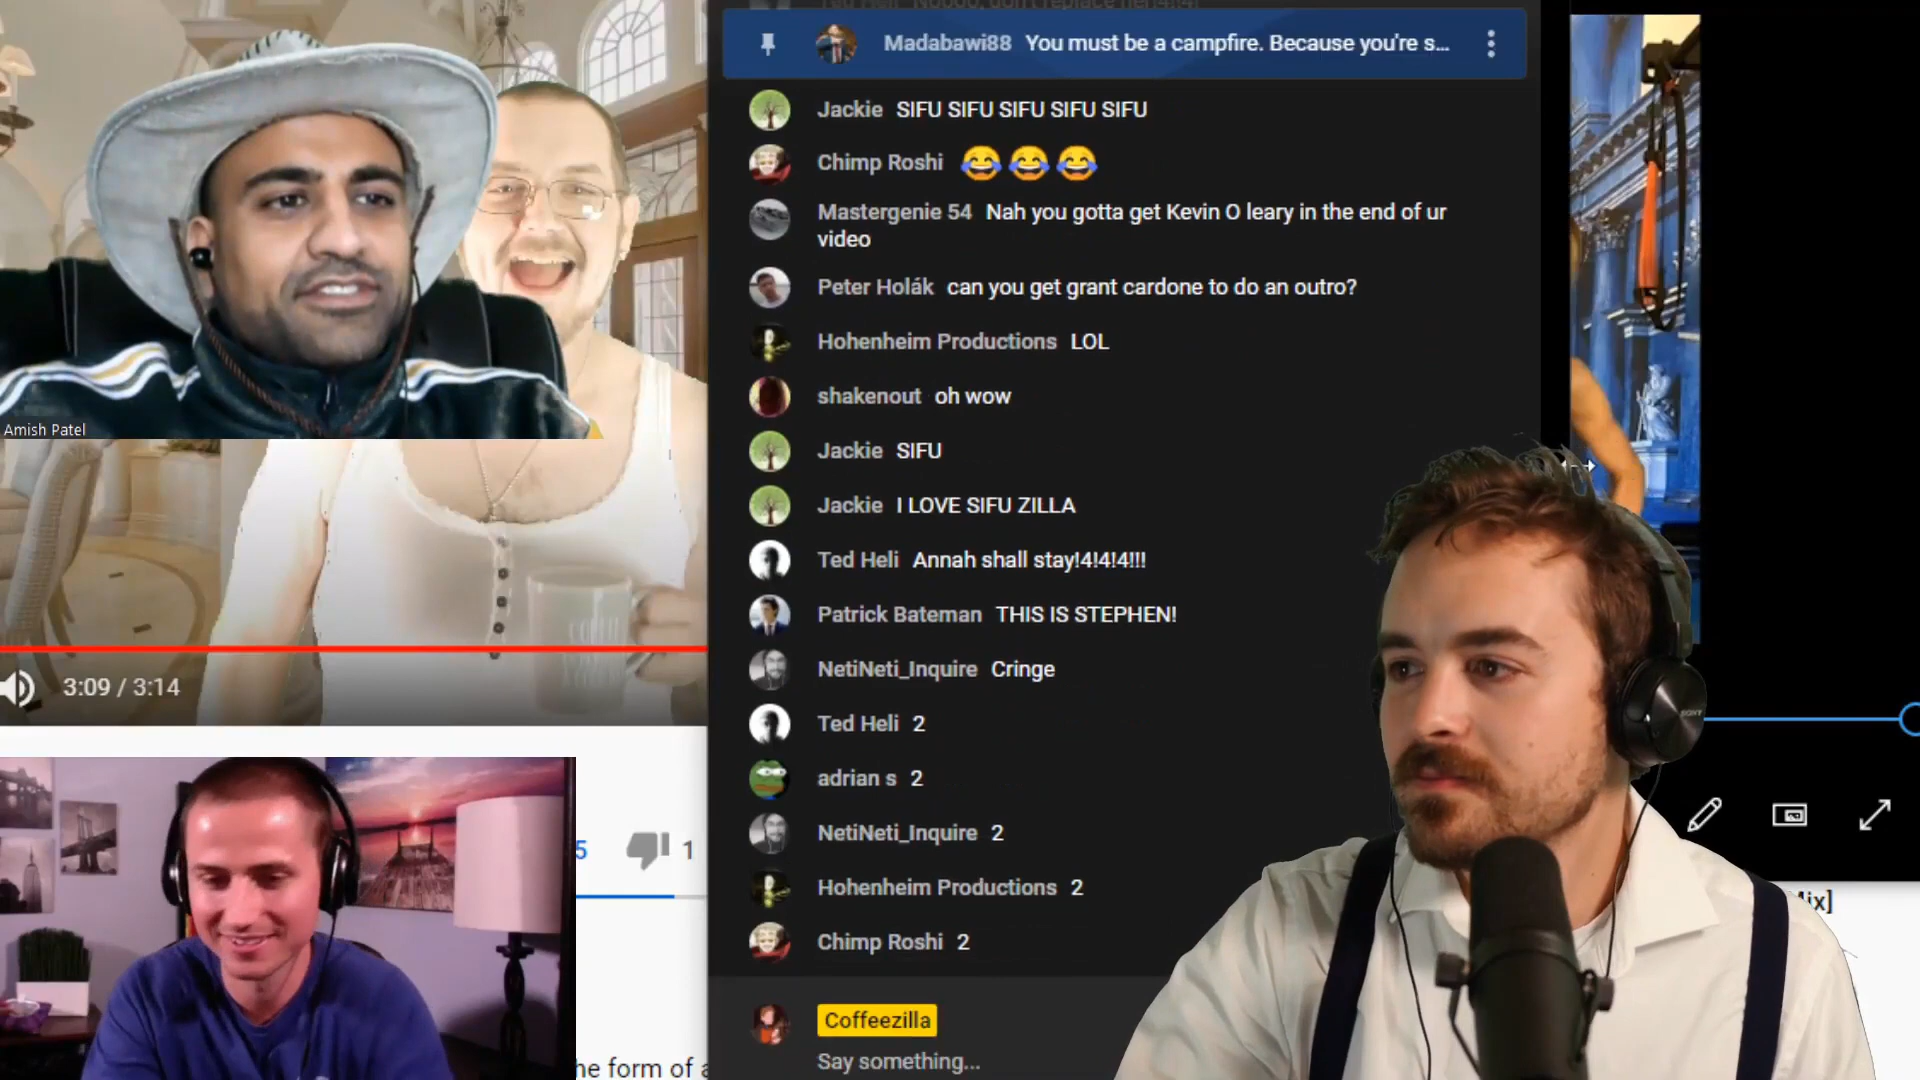 Madabawi88 You must be a campfire. Because you're s...
Jackie SIFU SIFU SIFU SIFU SIFU
Chimp Roshi 😂😂😂
Mastergenie 54 Nah you gotta get Kevin O leary in the end of ur
video
Peter Holák can you get grant cardone to do an outro?
Hohenheim Productions LOL
shakenout oh wow
Jackie SIFU
Jackie I LOVE SIFU ZILLA
Ted Heli Annah shall stay!4!4!4!!!
Patrick Bateman THIS IS STEPHEN!
NetiNeti_Inquire Cringe
Ted Heli 2
adrian s 2
NetiNeti_Inquire 2
Hohenheim Productions 2
Chimp Roshi 2
Coffeezilla
Say something...
Amish Patel
3:09 / 3:14
5 1
he form of a
SONY
Mix]